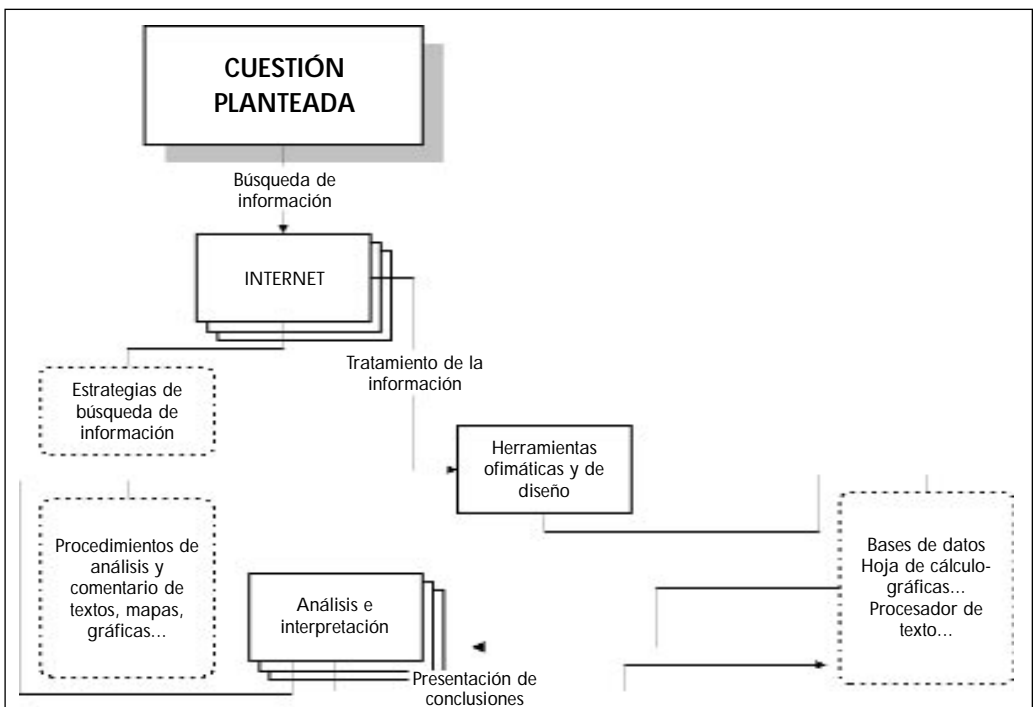 CUESTIÓN
PLANTEADA
Búsqueda de
información
INTERNET
Tratamiento de la
información
Estrategias de
búsqueda de
información
Herramientas
ofimáticas y de
diseño
Procedimientos de
análisis y
comentario de
textos, mapas,
gráficas...
Análisis e
interpretación
Bases de datos
Hoja de cálculo-
gráficas...
Procesador de
texto...
Presentación de
conclusiones